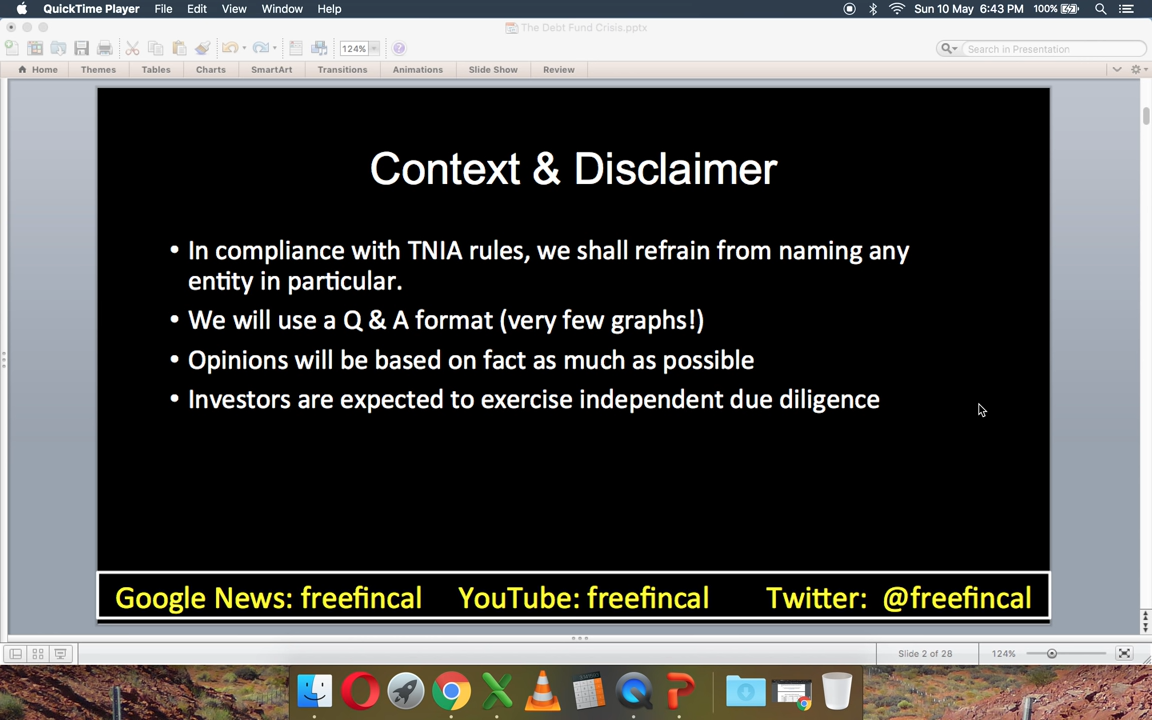 QuickTime Player File Edit View Window Help Sun 10 May 6:43 PM 100%
The Debt Fund Crisis.pptx
124% Search in Presentation
Home Themes Tables Charts SmartArt Transitions Animations Slide Show Review
Context & Disclaimer
• In compliance with TNIA rules, we shall refrain from naming any
entity in particular.
• We will use a Q & A format (very few graphs!)
• Opinions will be based on fact as much as possible
• Investors are expected to exercise independent due diligence
Google News: freefincal YouTube: freefincal Twitter: @freefincal
Slide 2 of 28 124%